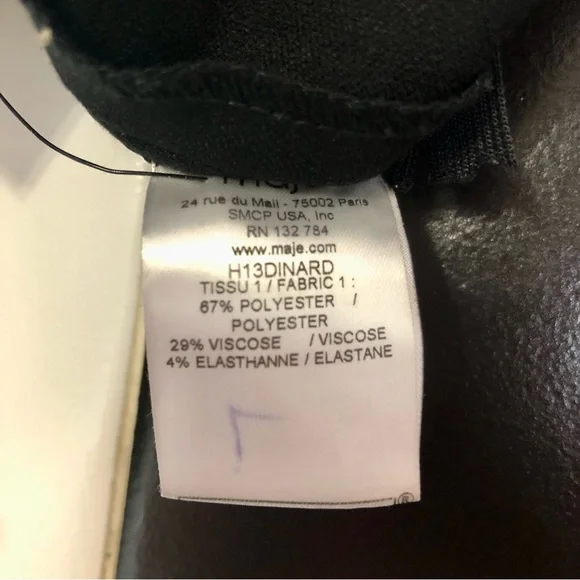 maje
24 rue du Mail - 75002 Paris
SMCP USA, Inc
RN 132 784
www.maje.com
H13DINARD
TISSU 1 / FABRIC 1 :
67% POLYESTER /
POLYESTER
29% VISCOSE / VISCOSE
4% ELASTHANNE / ELASTANE
®